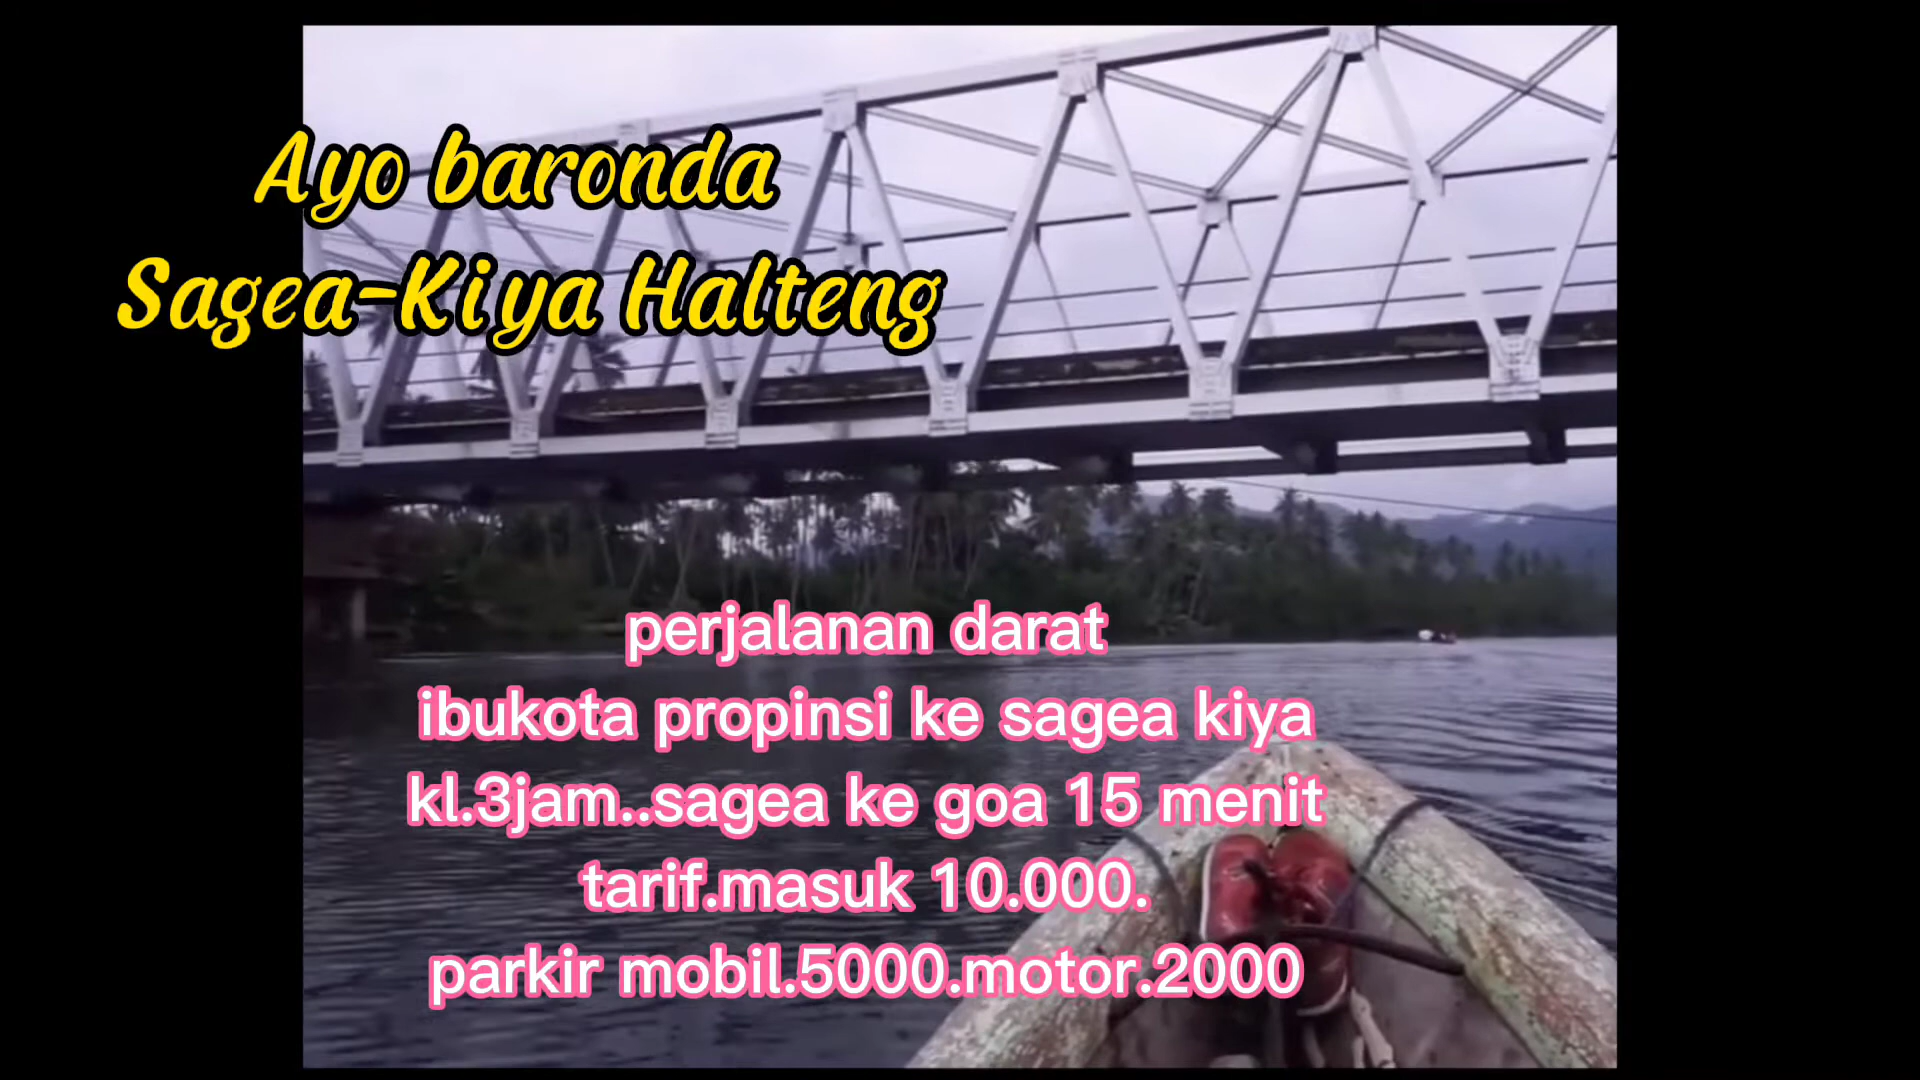 Ayo baronda
Sagea-Kiya Halteng
perjalanan darat
ibukota propinsi ke sagea kiya
kl.3jam..sagea ke goa 15 menit
tarif.masuk 10.000.
parkir mobil.5000.motor.2000